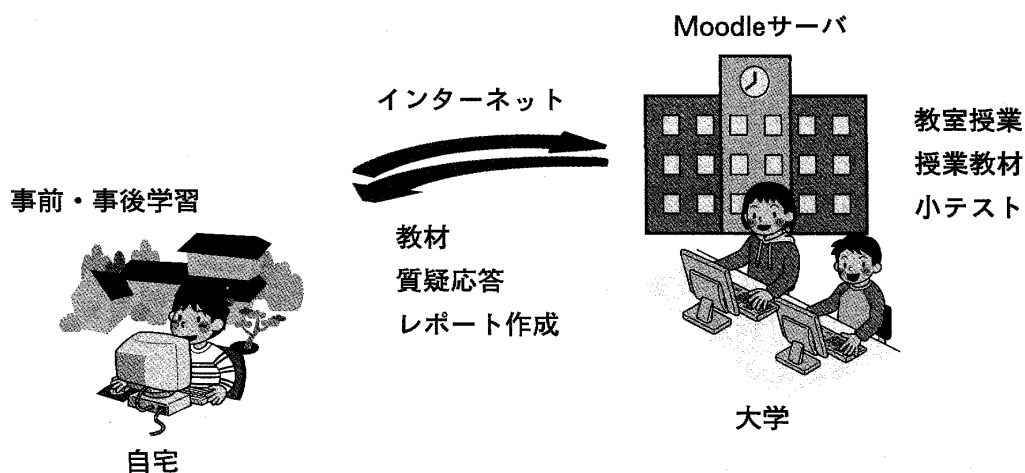 Moodleサーバ
インターネット
教室授業
授業教材
小テスト
事前・事後学習
教材
質疑応答
レポート作成
大学
自宅